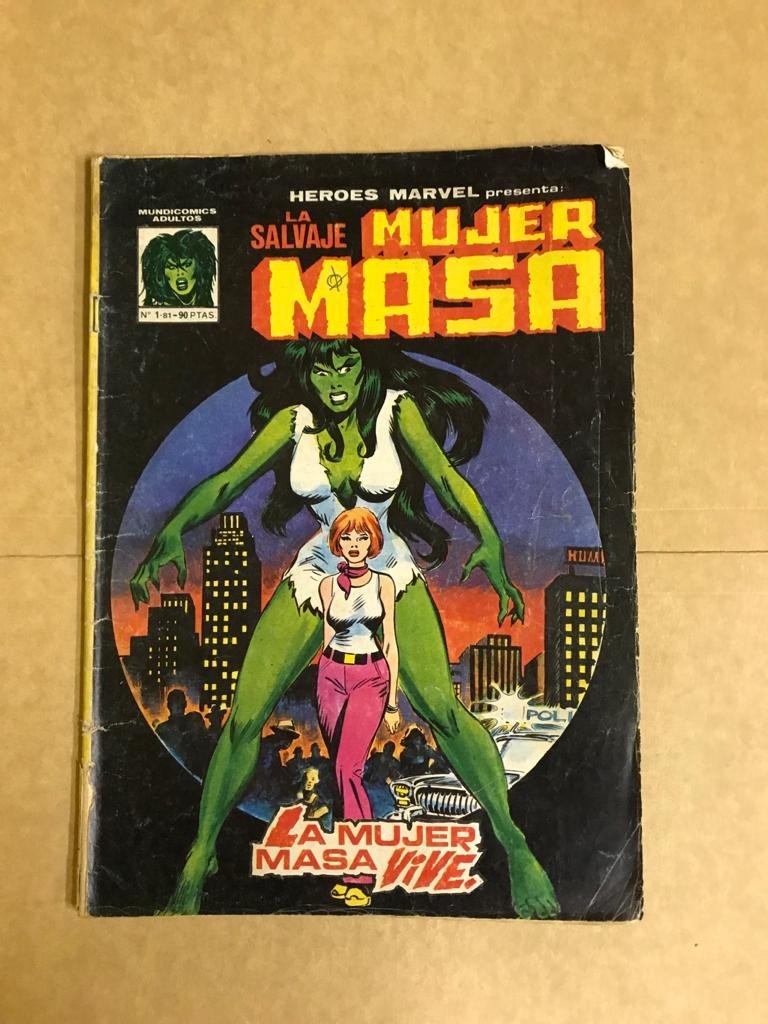 HEROES MARVEL presenta:
MUNDICOMICS
ADULTOS
LA
SALVAJE MUJER
MASA
Nº 1-81-90 PTAS.
POLI
LA MUJER
MASA VIVE.